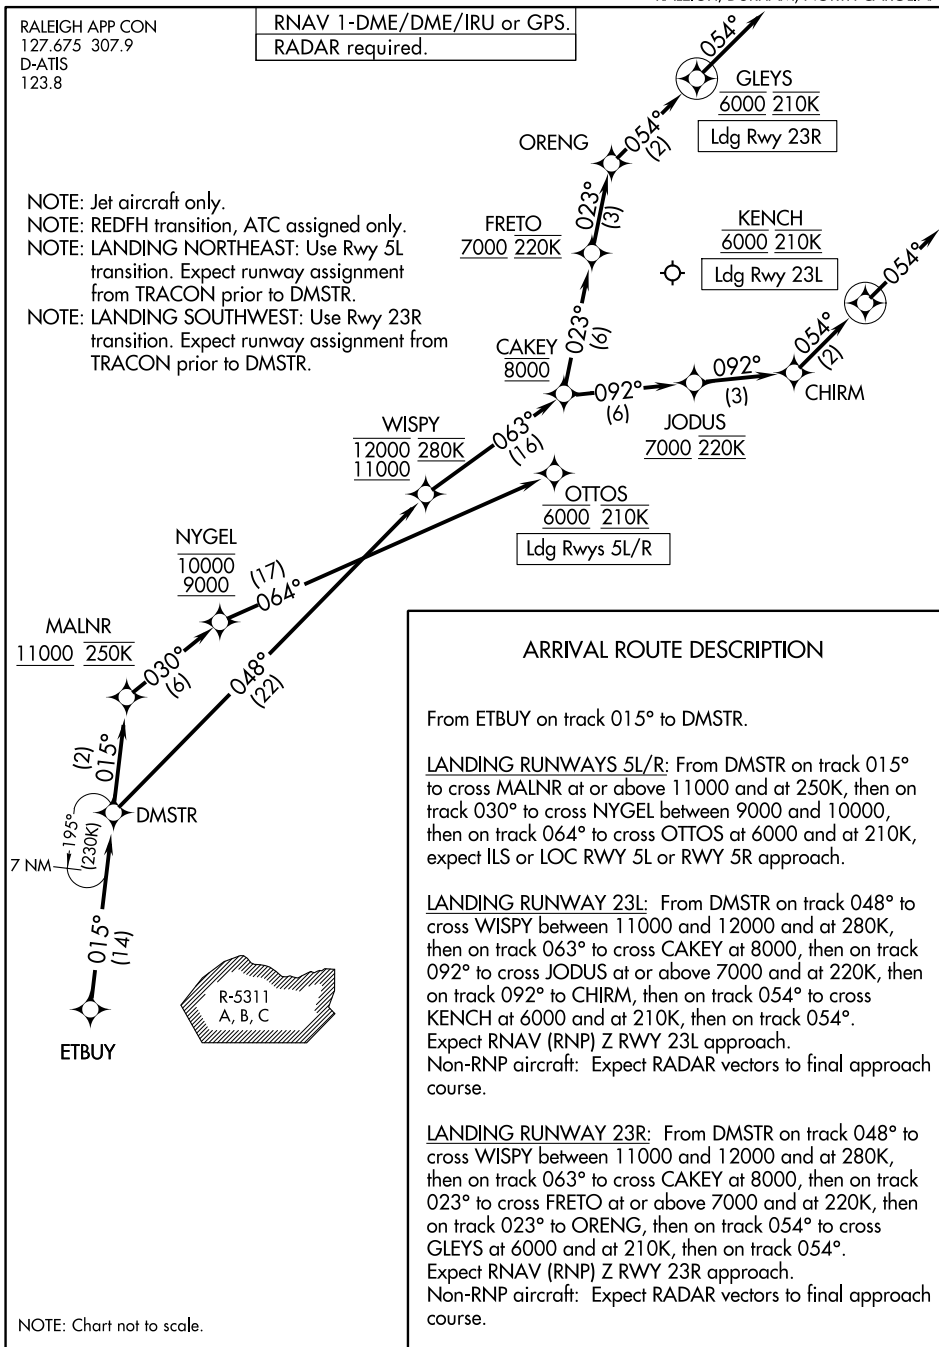 RALEIGH APP CON
127.675 307.9
D-ATIS
123.8
RNAV 1-DME/DME/IRU or GPS.
RADAR required.
NOTE: Jet aircraft only.
NOTE: REDFH transition, ATC assigned only.
NOTE: LANDING NORTHEAST: Use Rwy 5L
transition. Expect runway assignment
from TRACON prior to DMSTR.
NOTE: LANDING SOUTHWEST: Use Rwy 23R
transition. Expect runway assignment from
TRACON prior to DMSTR.
054°
GLEYS
6000 210K
Ldg Rwy 23R
054°
(2)
ORENG
023°
(3)
FRETO
7000 220K
KENCH
6000 210K
Ldg Rwy 23L
054°
054°
(2)
023°
(6)
CAKEY
8000
092°
(6)
092°
(3)
CHIRM
JODUS
7000 220K
WISPY
12000 280K
11000
063°
(16)
OTTOS
6000 210K
Ldg Rwys 5L/R
NYGEL
10000
9000
(17)
064°
MALNR
11000 250K
030°
(6)
048°
(22)
(2)
015°
DMSTR
195°
(230K)
7 NM
015°
(14)
ETBUY
R-5311
A, B, C
ARRIVAL ROUTE DESCRIPTION
From ETBUY on track 015° to DMSTR.
LANDING RUNWAYS 5L/R: From DMSTR on track 015°
to cross MALNR at or above 11000 and at 250K, then on
track 030° to cross NYGEL between 9000 and 10000,
then on track 064° to cross OTTOS at 6000 and at 210K,
expect ILS or LOC RWY 5L or RWY 5R approach.
LANDING RUNWAY 23L: From DMSTR on track 048° to
cross WISPY between 11000 and 12000 and at 280K,
then on track 063° to cross CAKEY at 8000, then on track
092° to cross JODUS at or above 7000 and at 220K, then
on track 092° to CHIRM, then on track 054° to cross
KENCH at 6000 and at 210K, then on track 054°.
Expect RNAV (RNP) Z RWY 23L approach.
Non-RNP aircraft: Expect RADAR vectors to final approach
course.
LANDING RUNWAY 23R: From DMSTR on track 048° to
cross WISPY between 11000 and 12000 and at 280K,
then on track 063° to cross CAKEY at 8000, then on track
023° to cross FRETO at or above 7000 and at 220K, then
on track 023° to ORENG, then on track 054° to cross
GLEYS at 6000 and at 210K, then on track 054°.
Expect RNAV (RNP) Z RWY 23R approach.
Non-RNP aircraft: Expect RADAR vectors to final approach
course.
NOTE: Chart not to scale.